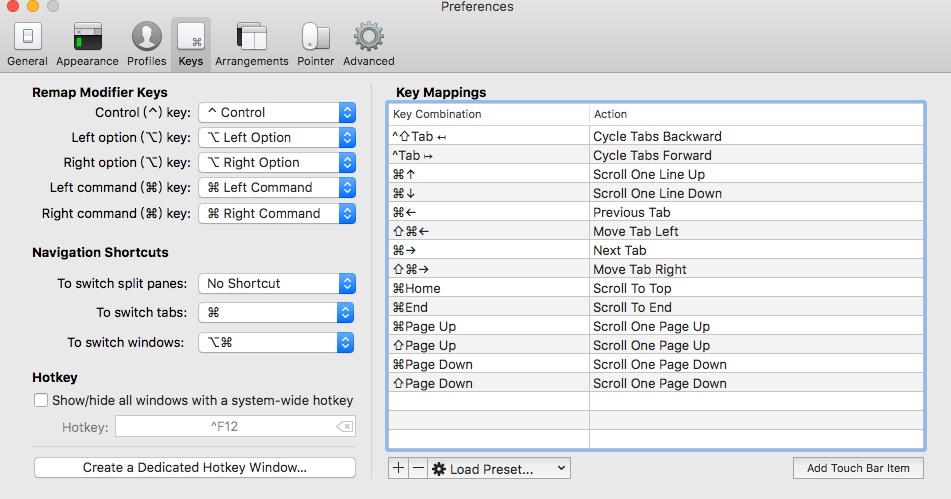 Preferences
General Appearance Profiles Keys Arrangements Pointer Advanced
Remap Modifier Keys
Control (^) key: ^ Control
Left option (⌥) key: ⌥ Left Option
Right option (⌥) key: ⌥ Right Option
Left command (⌘) key: ⌘ Left Command
Right command (⌘) key: ⌘ Right Command
Navigation Shortcuts
To switch split panes: No Shortcut
To switch tabs: ⌘
To switch windows: ⌥⌘
Hotkey
Show/hide all windows with a system-wide hotkey
Hotkey: ^F12
Create a Dedicated Hotkey Window...
Key Mappings
Key Combination Action
^⇧Tab ↤ Cycle Tabs Backward
^Tab ↦ Cycle Tabs Forward
⌘↑ Scroll One Line Up
⌘↓ Scroll One Line Down
⌘← Previous Tab
⇧⌘← Move Tab Left
⌘→ Next Tab
⇧⌘→ Move Tab Right
⌘Home Scroll To Top
⌘End Scroll To End
⌘Page Up Scroll One Page Up
⇧Page Up Scroll One Page Up
⌘Page Down Scroll One Page Down
⇧Page Down Scroll One Page Down
+ − Load Preset... Add Touch Bar Item